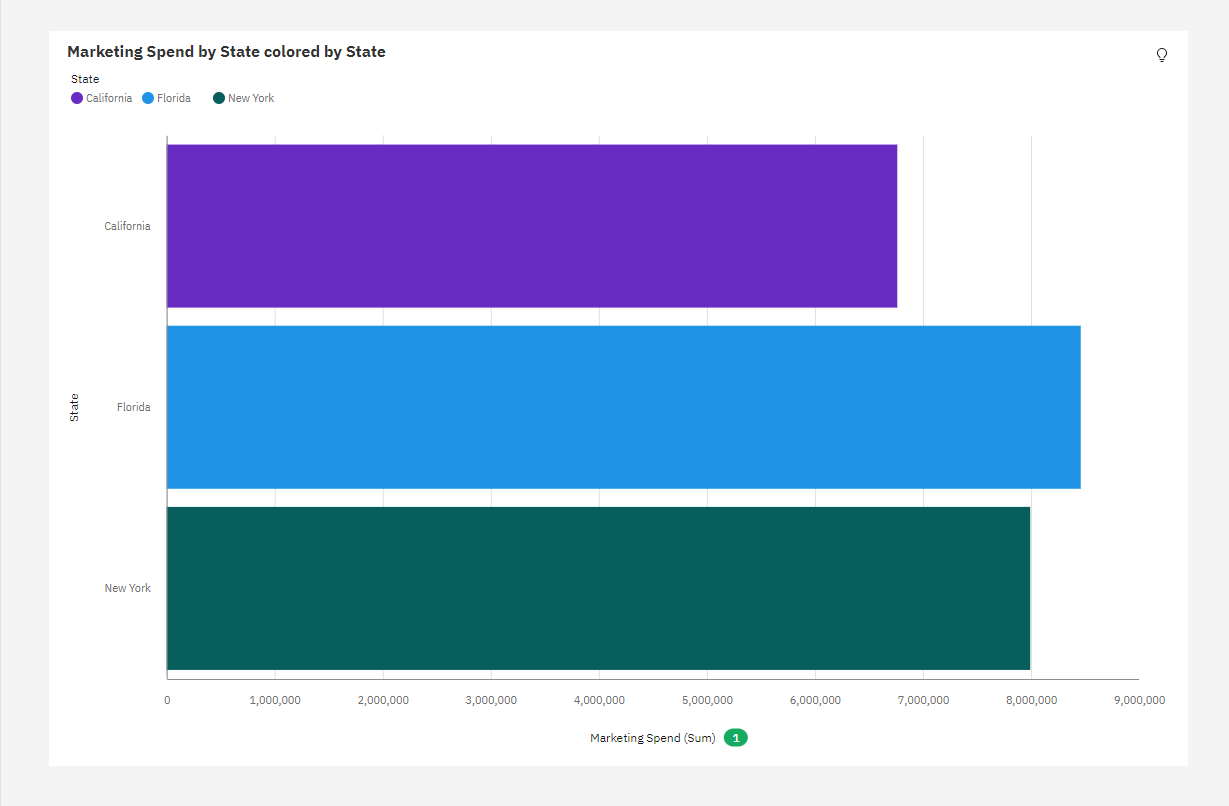 Marketing Spend by State colored by State
State
California Florida New York
California
Florida
New York
State
0 1,000,000 2,000,000 3,000,000 4,000,000 5,000,000 6,000,000 7,000,000 8,000,000 9,000,000
Marketing Spend (Sum) 1